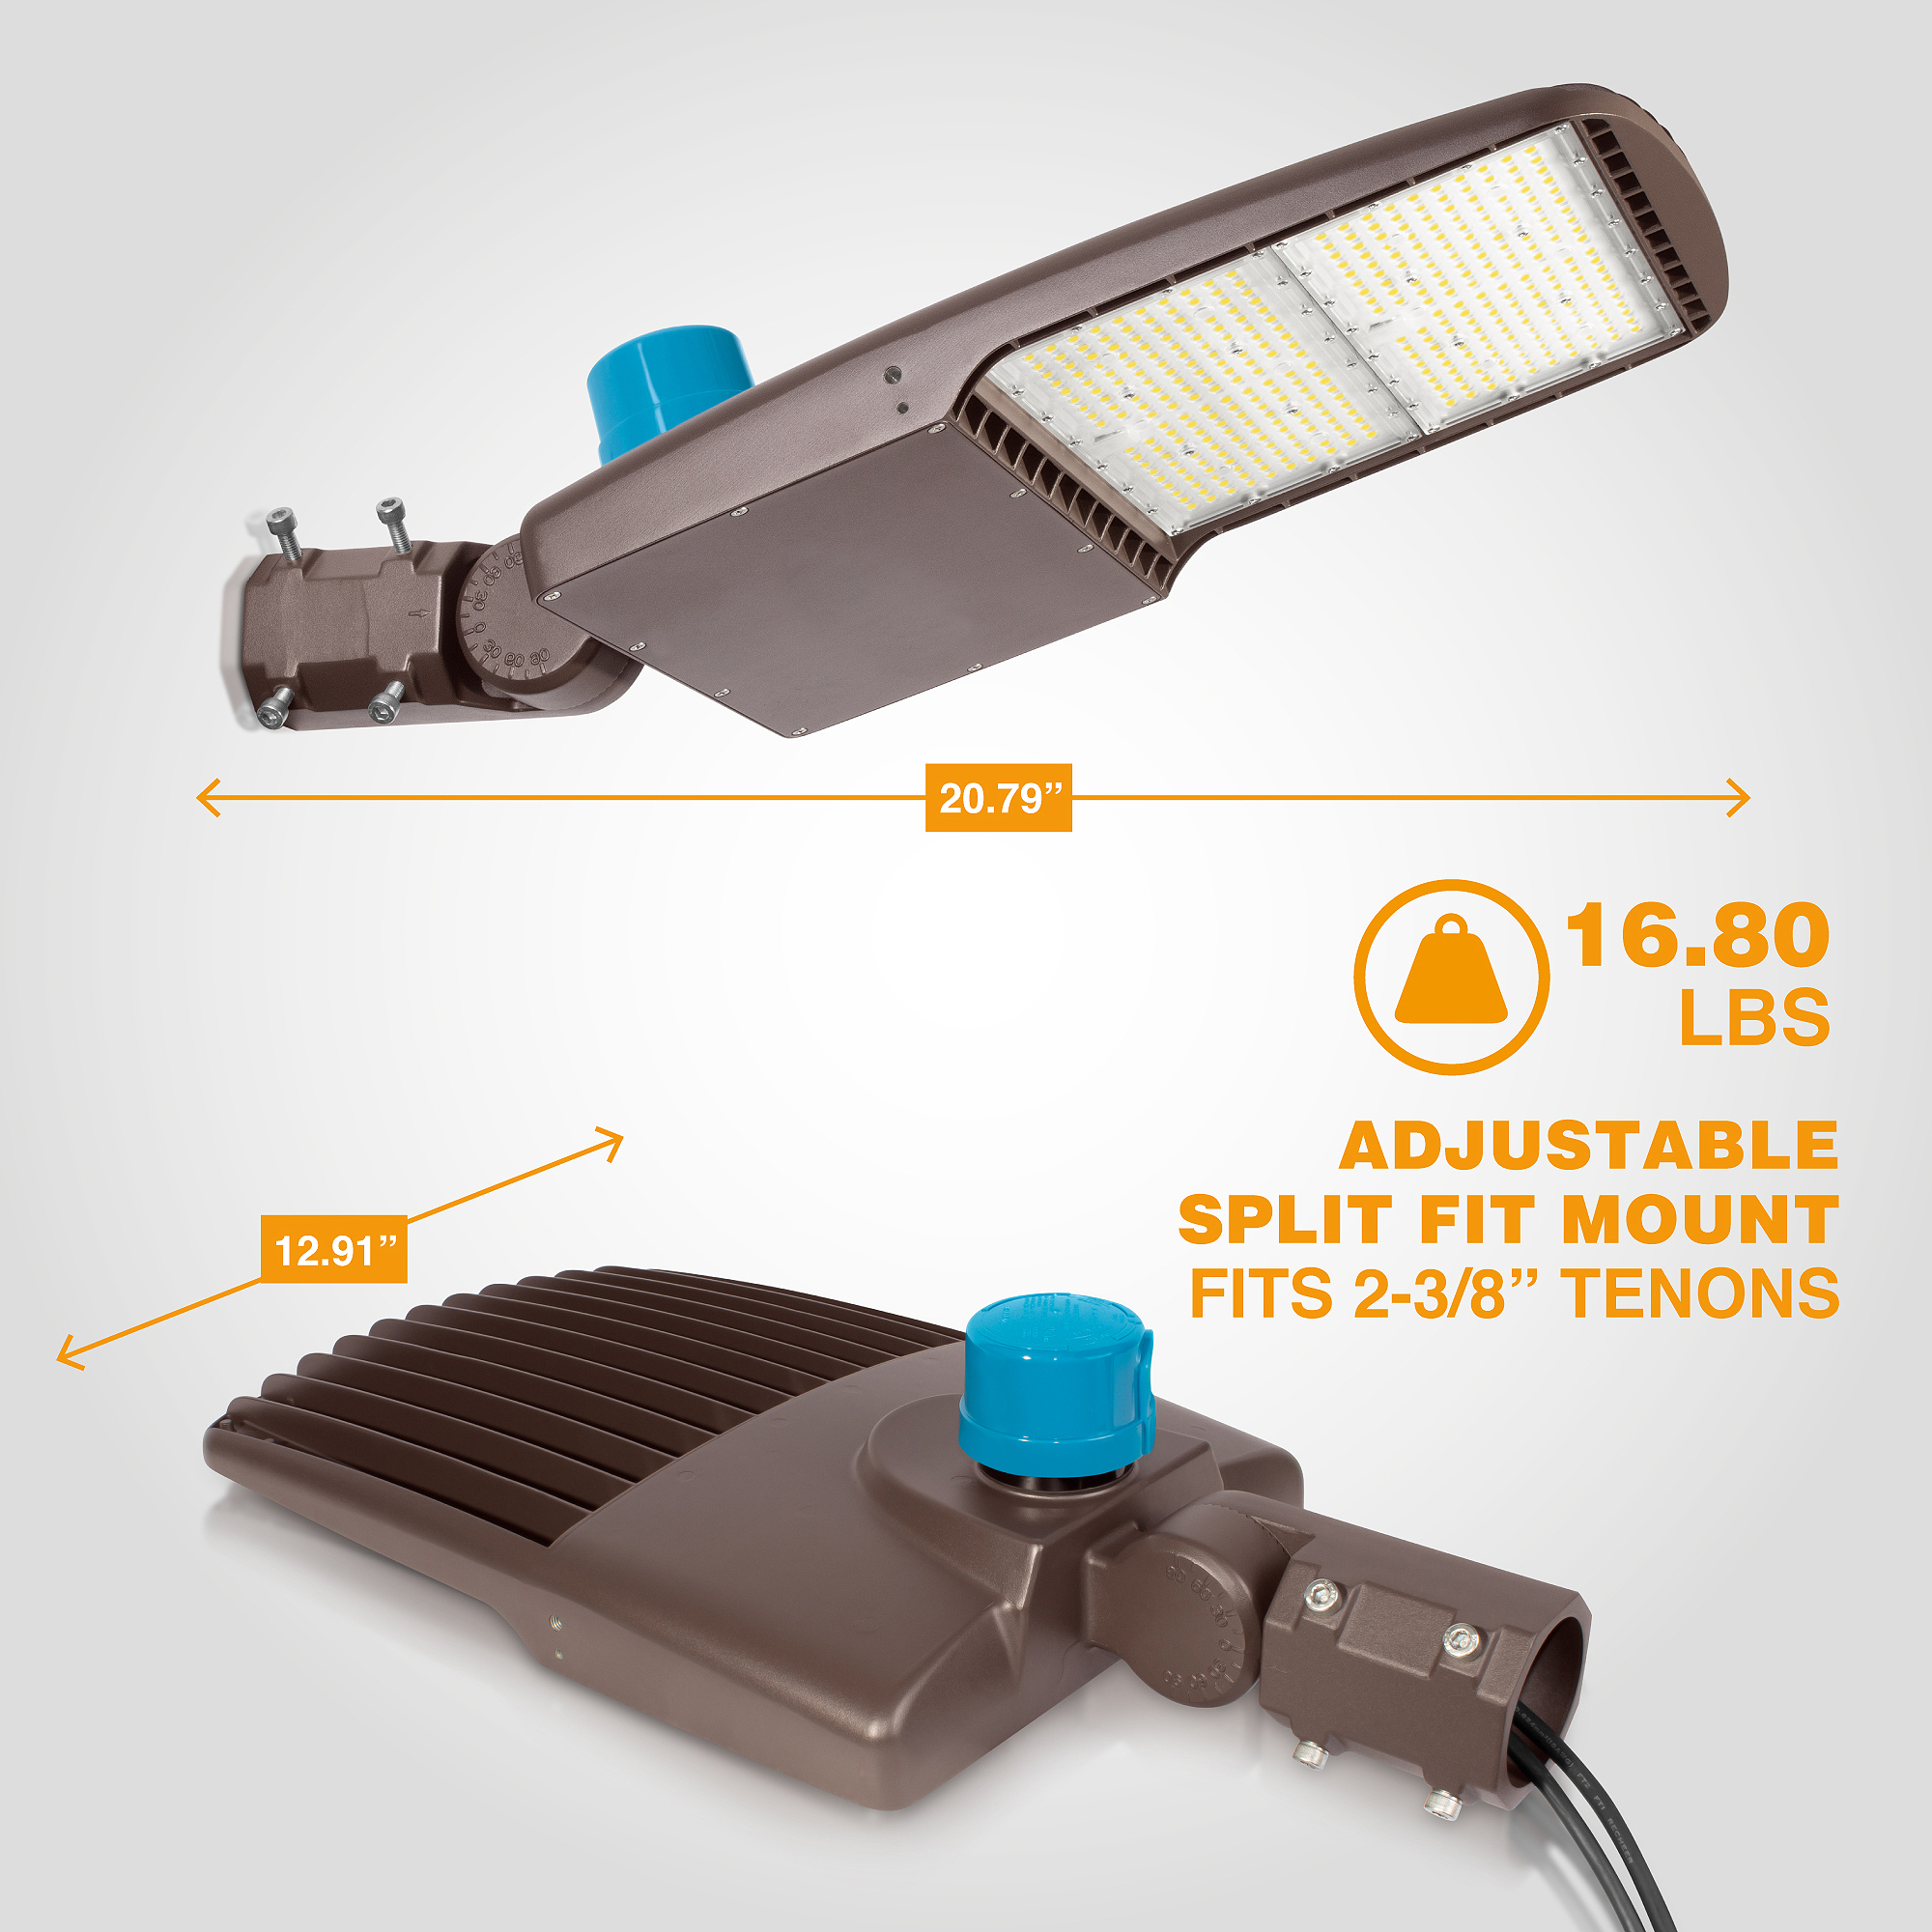 20.79”
16.80
LBS
12.91”
ADJUSTABLE
SPLIT FIT MOUNT
FITS 2-3/8” TENONS